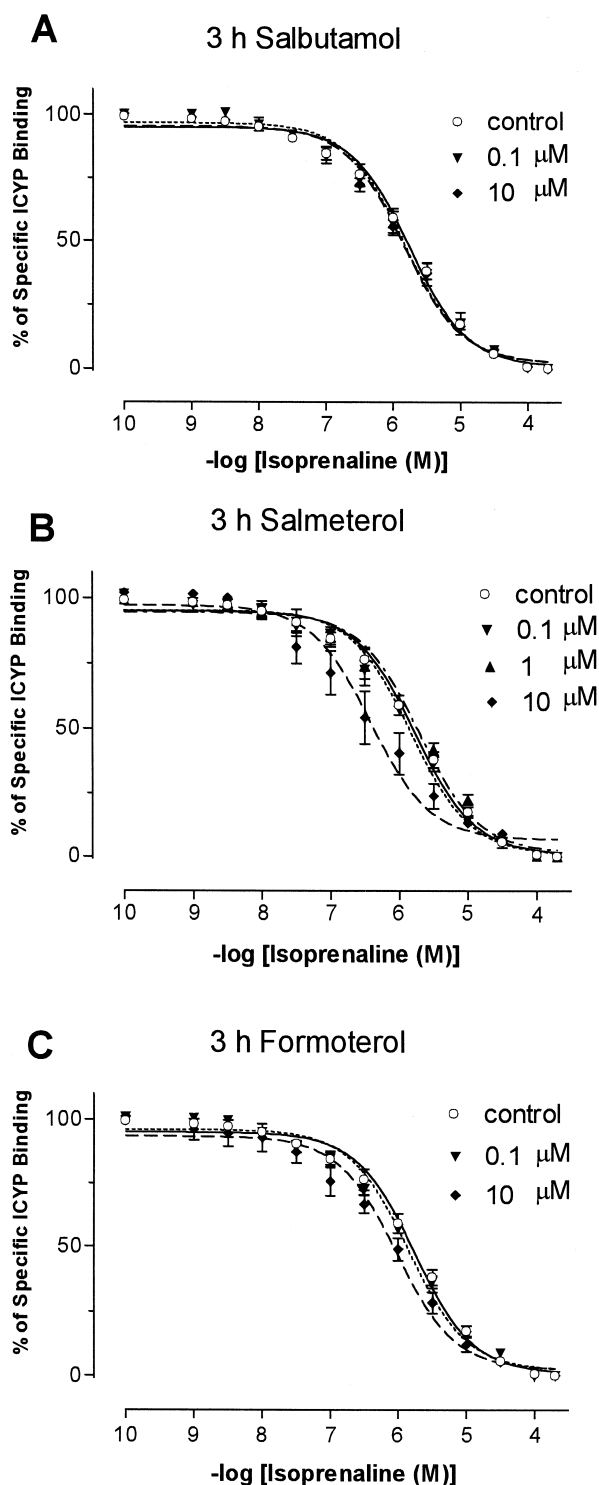 A
3 h Salbutamol
% of Specific ICYP Binding
100
50
0
control
0.1 μM
10 μM
10 9 8 7 6 5 4
-log [Isoprenaline (M)]
B
3 h Salmeterol
% of Specific ICYP Binding
100
50
0
control
0.1 μM
1 μM
10 μM
10 9 8 7 6 5 4
-log [Isoprenaline (M)]
C
3 h Formoterol
% of Specific ICYP Binding
100
50
0
control
0.1 μM
10 μM
10 9 8 7 6 5 4
-log [Isoprenaline (M)]